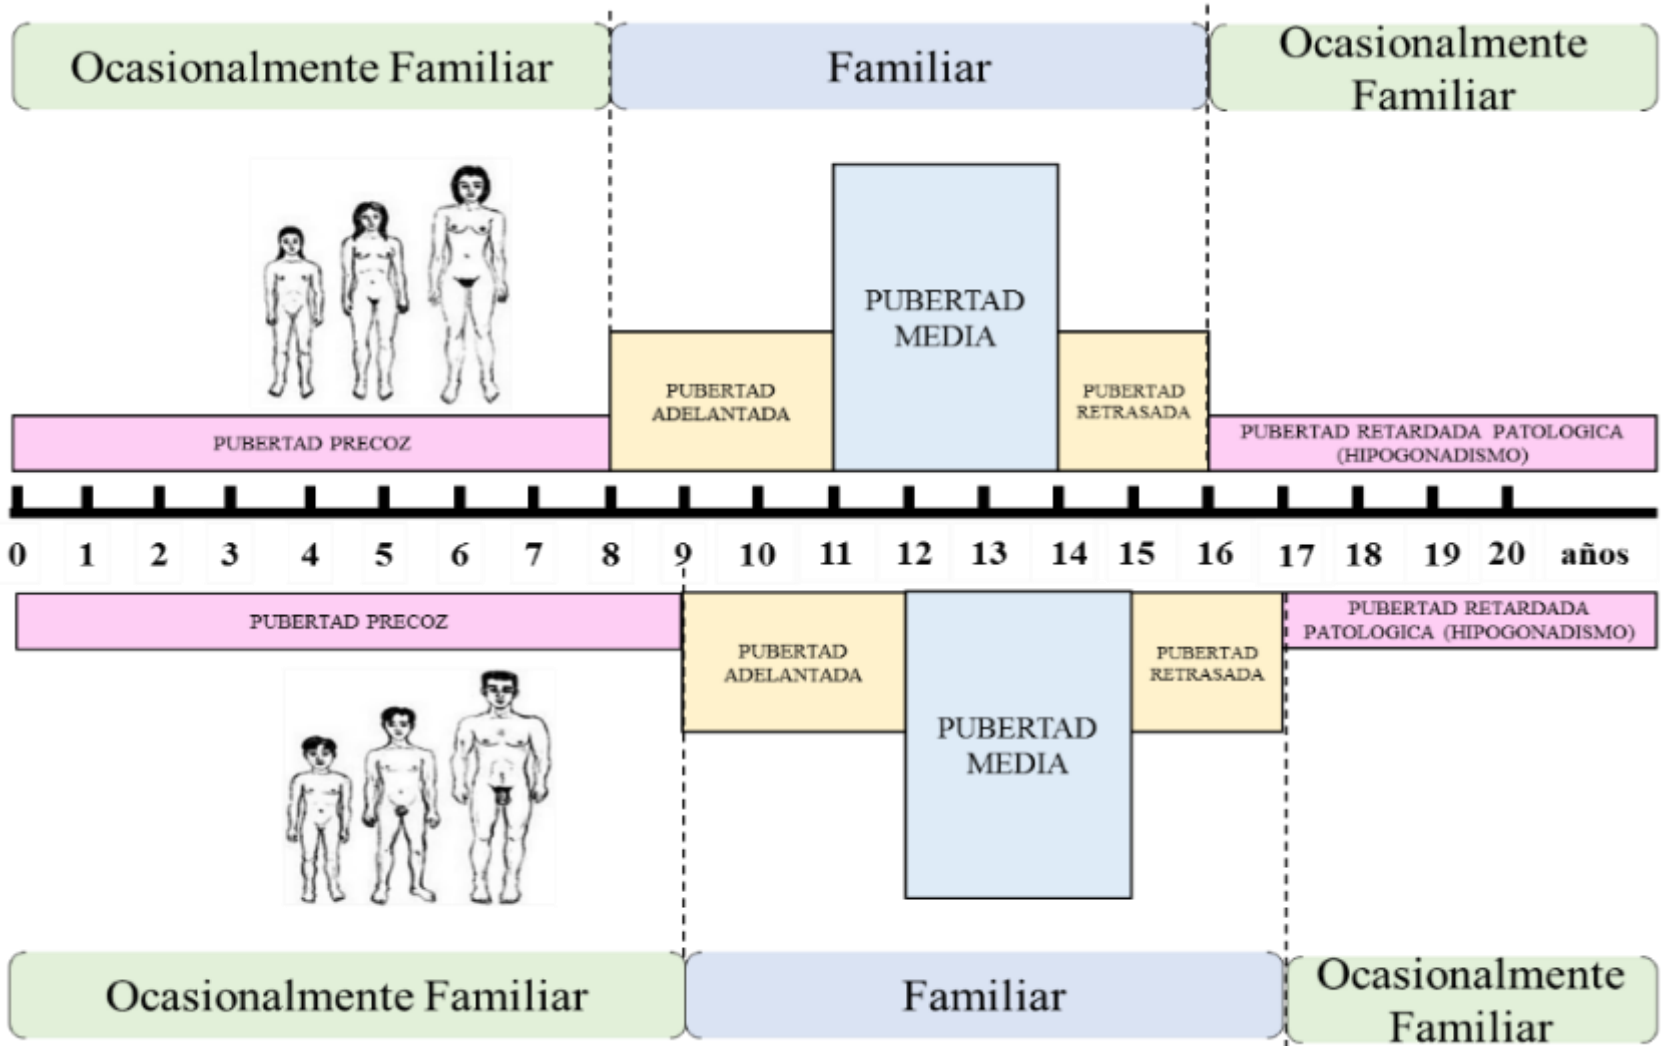 Ocasionalmente Familiar
Familiar
Ocasionalmente
Familiar
PUBERTAD
MEDIA
PUBERTAD
ADELANTADA
PUBERTAD
RETRASADA
PUBERTAD PRECOZ
PUBERTAD RETARDADA PATOLOGICA
(HIPOGONADISMO)
0 1 2 3 4 5 6 7 8 9 10 11 12 13 14 15 16 17 18 19 20 años
PUBERTAD PRECOZ
PUBERTAD
ADELANTADA
PUBERTAD
MEDIA
PUBERTAD
RETRASADA
PUBERTAD RETARDADA
PATOLOGICA (HIPOGONADISMO)
Ocasionalmente Familiar
Familiar
Ocasionalmente
Familiar